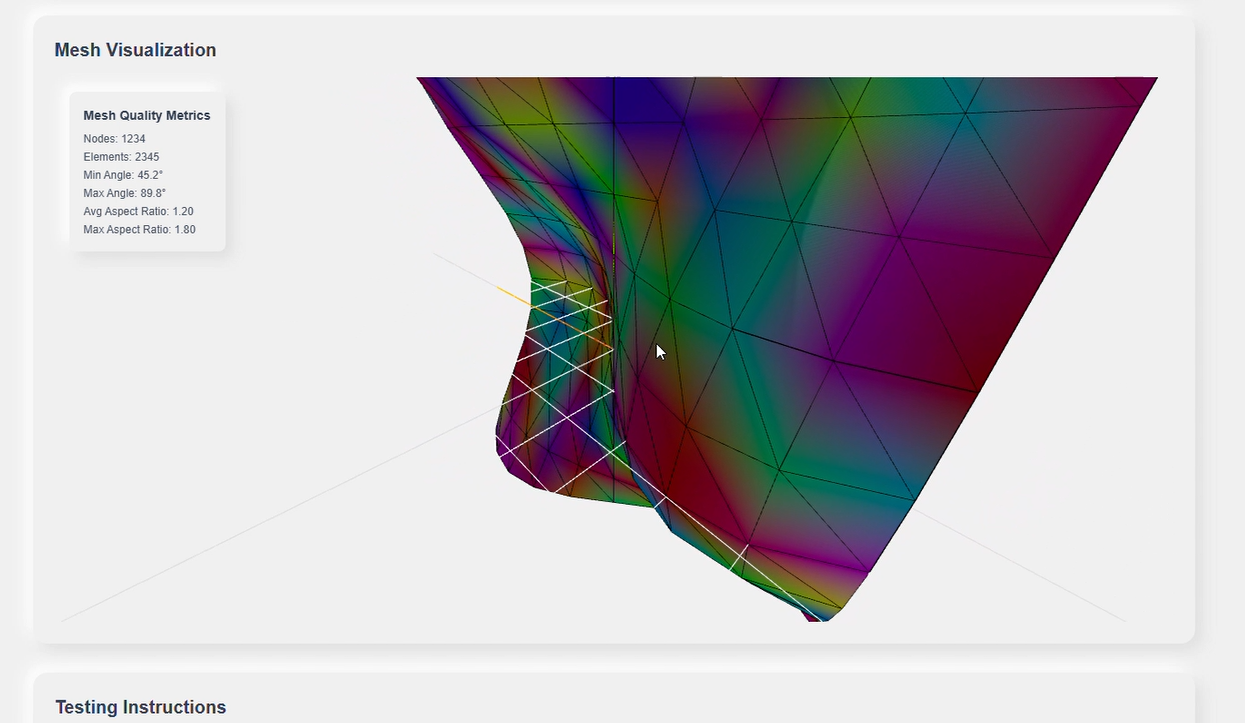 Mesh Visualization
Mesh Quality Metrics
Nodes: 1234
Elements: 2345
Min Angle: 45.2°
Max Angle: 89.8°
Avg Aspect Ratio: 1.20
Max Aspect Ratio: 1.80
Testing Instructions